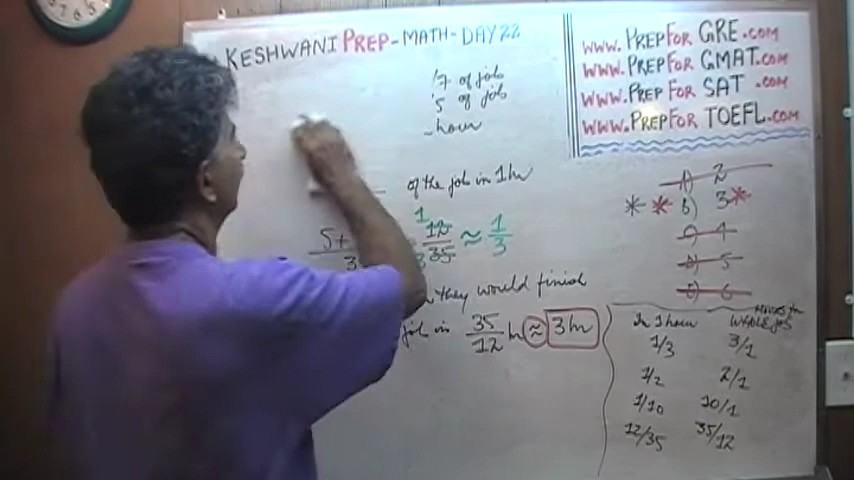 KESHWANI PREP-MATH-DAY22
1/7 of job
1/5 of job
hour
of the job in 1 hr
5+
3
1
12
35
3
≈ 1/3
they would finish
job in 35/12 hr ≈ 3 hr
www.PREPFOR GRE.com
www.PREPFOR GMAT.com
www.PREP FOR SAT.com
www.PREPFOR TOEFL.com
A) 2
B) 3
C) 4
D) 5
E) 6
In 1 hour
WHOLE JOB
1/3 3/1
1/2 2/1
1/10 10/1
12/35 35/12